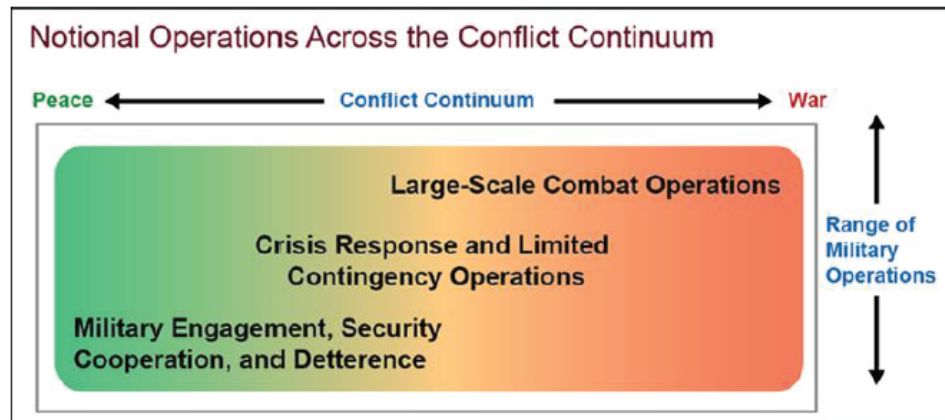 Notional Operations Across the Conflict Continuum
Peace
Conflict Continuum
War
Large-Scale Combat Operations
Crisis Response and Limited
Contingency Operations
Military Engagement, Security
Cooperation, and Detterence
Range of
Military
Operations